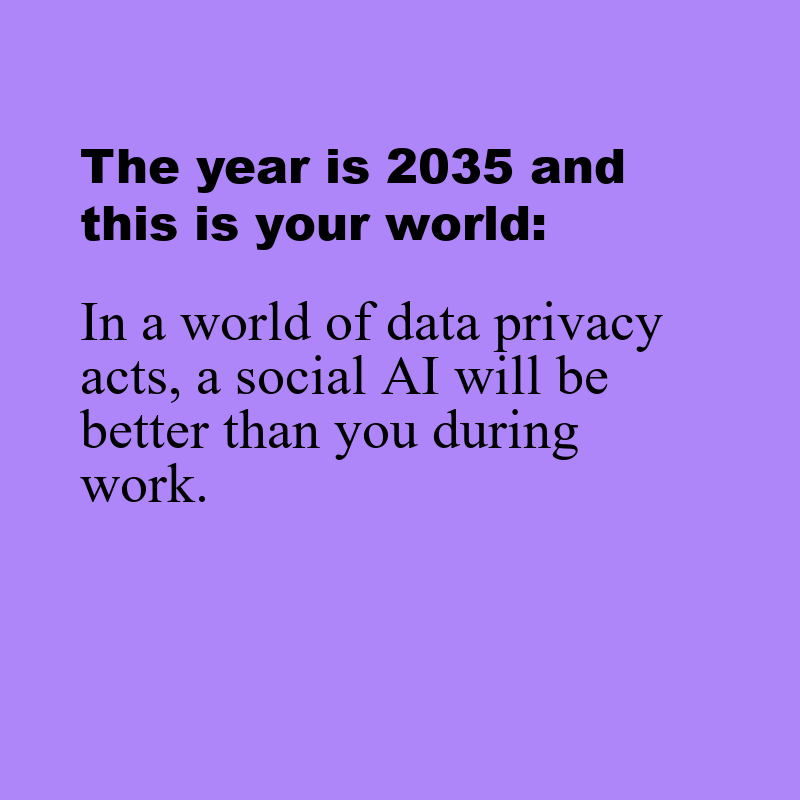 The year is 2035 and
this is your world:
In a world of data privacy
acts, a social AI will be
better than you during
work.